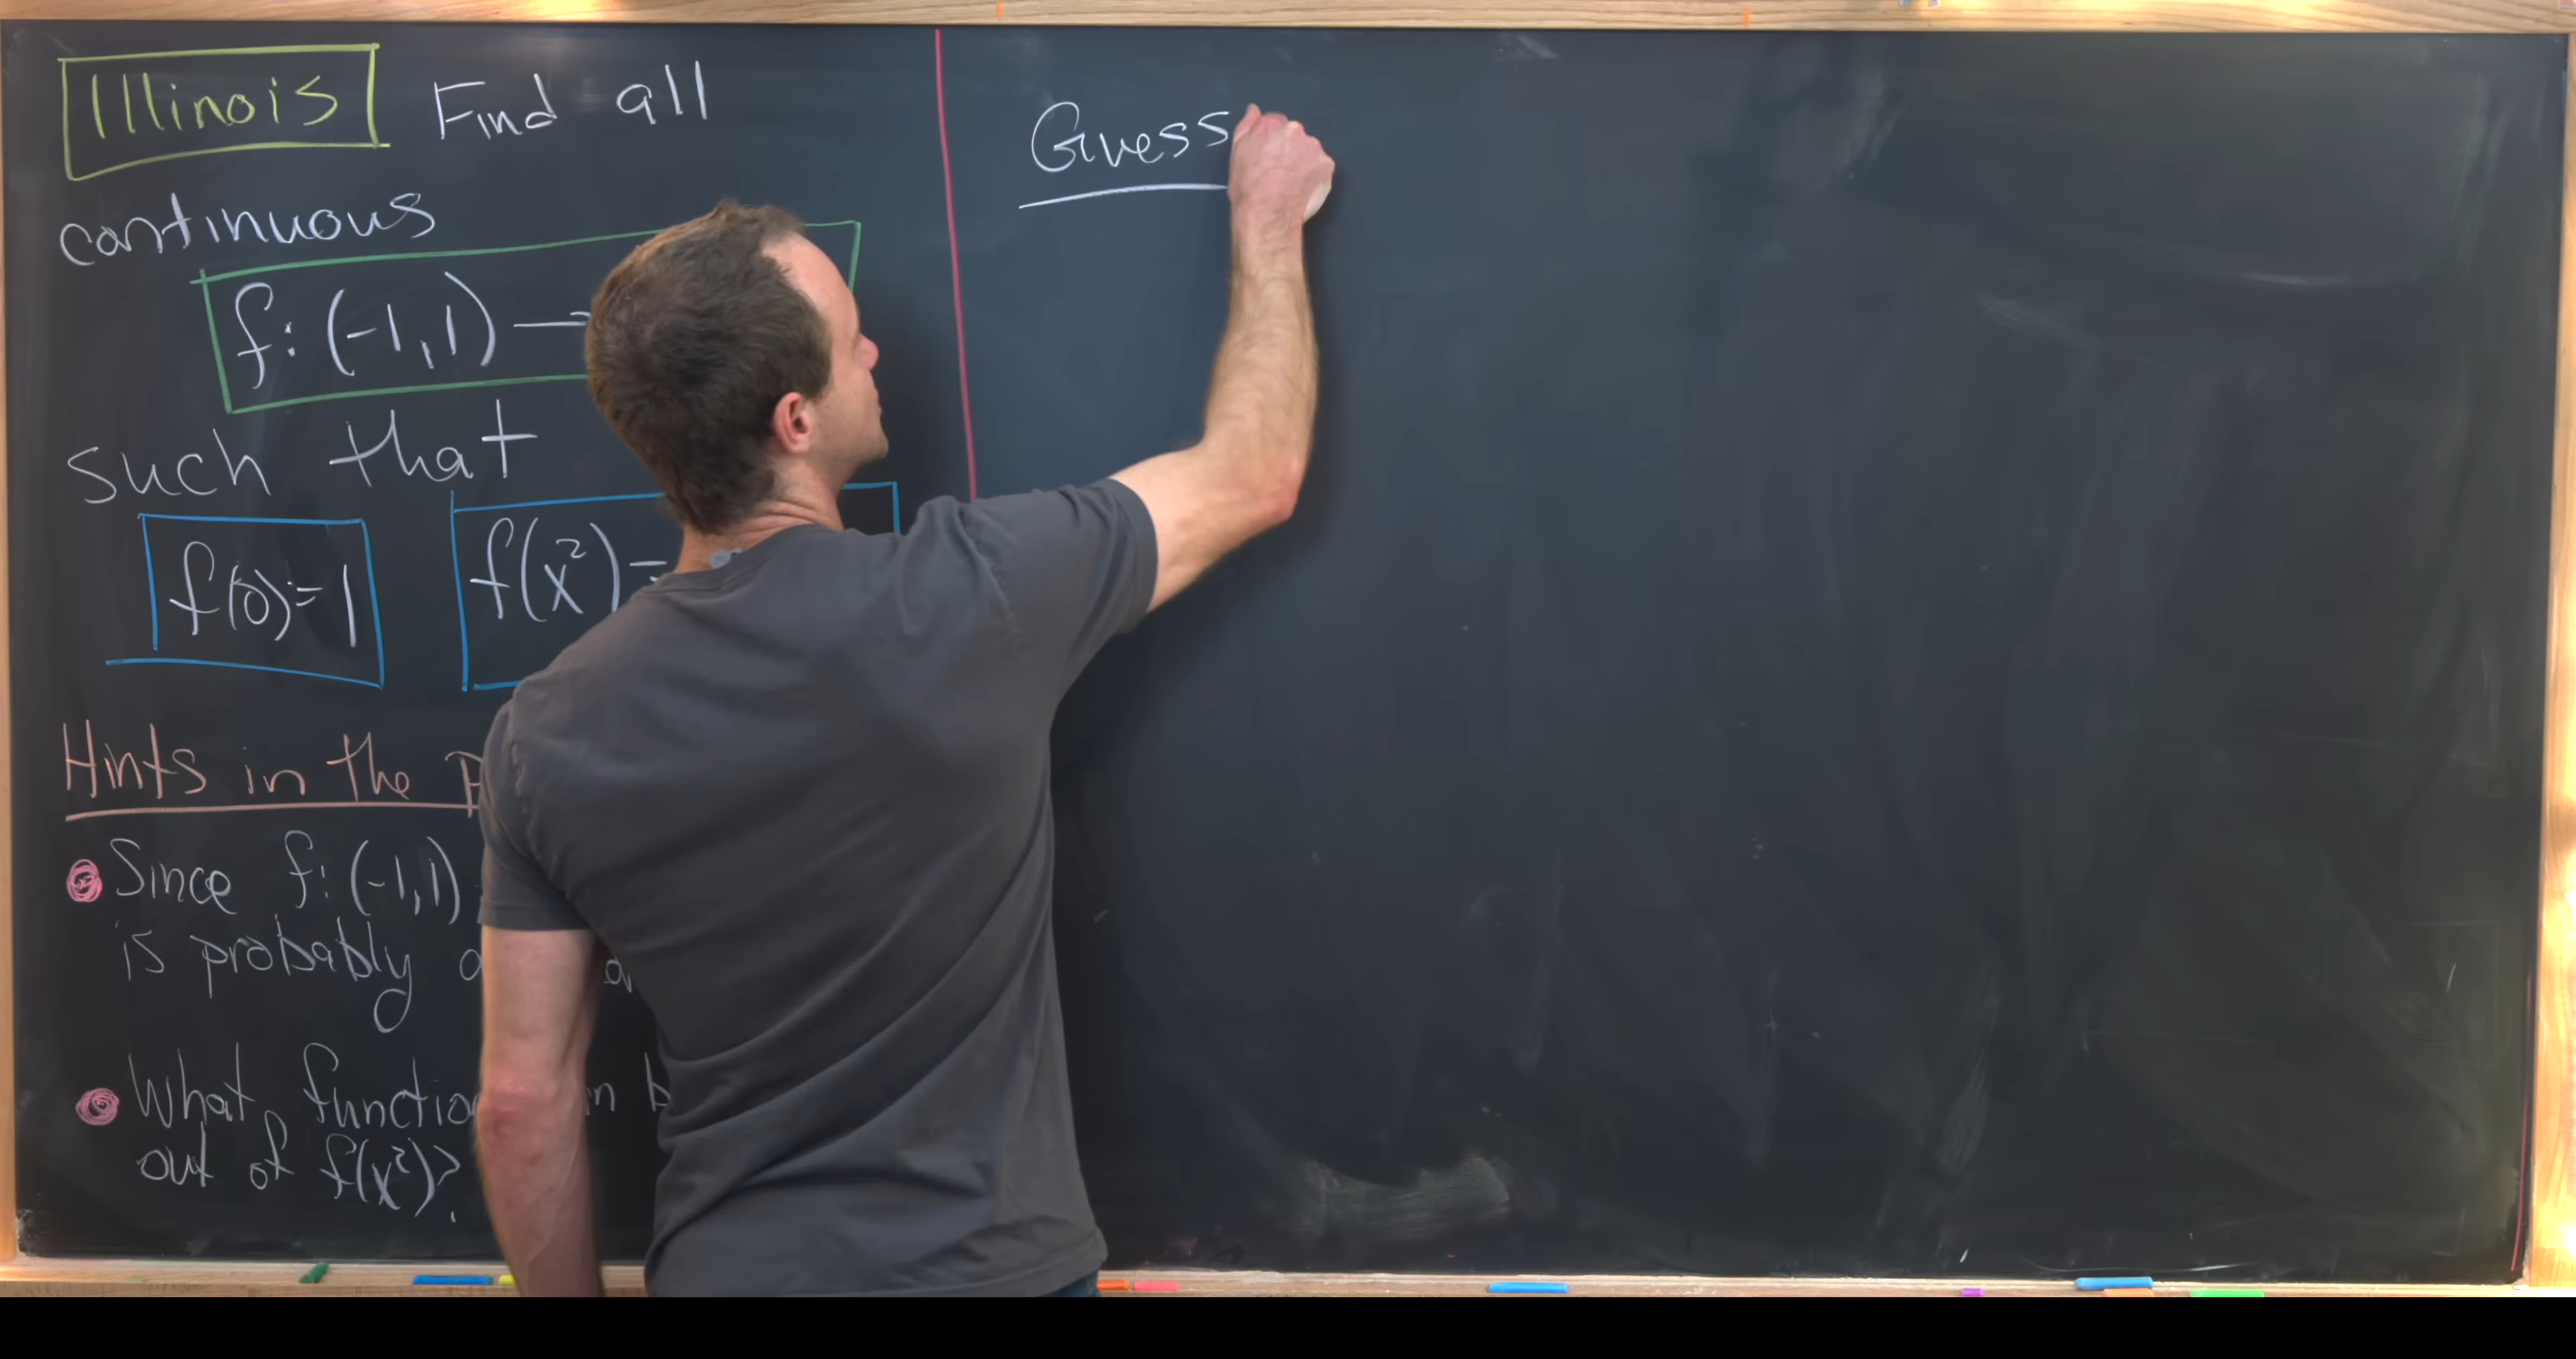 Illinois Find all
continuous
f: (-1,1) →
such that
f(0)=1 f(x²)=
Hints in the
Since f: (-1,1)
is probably
What function
out of f(x²)?
Guess